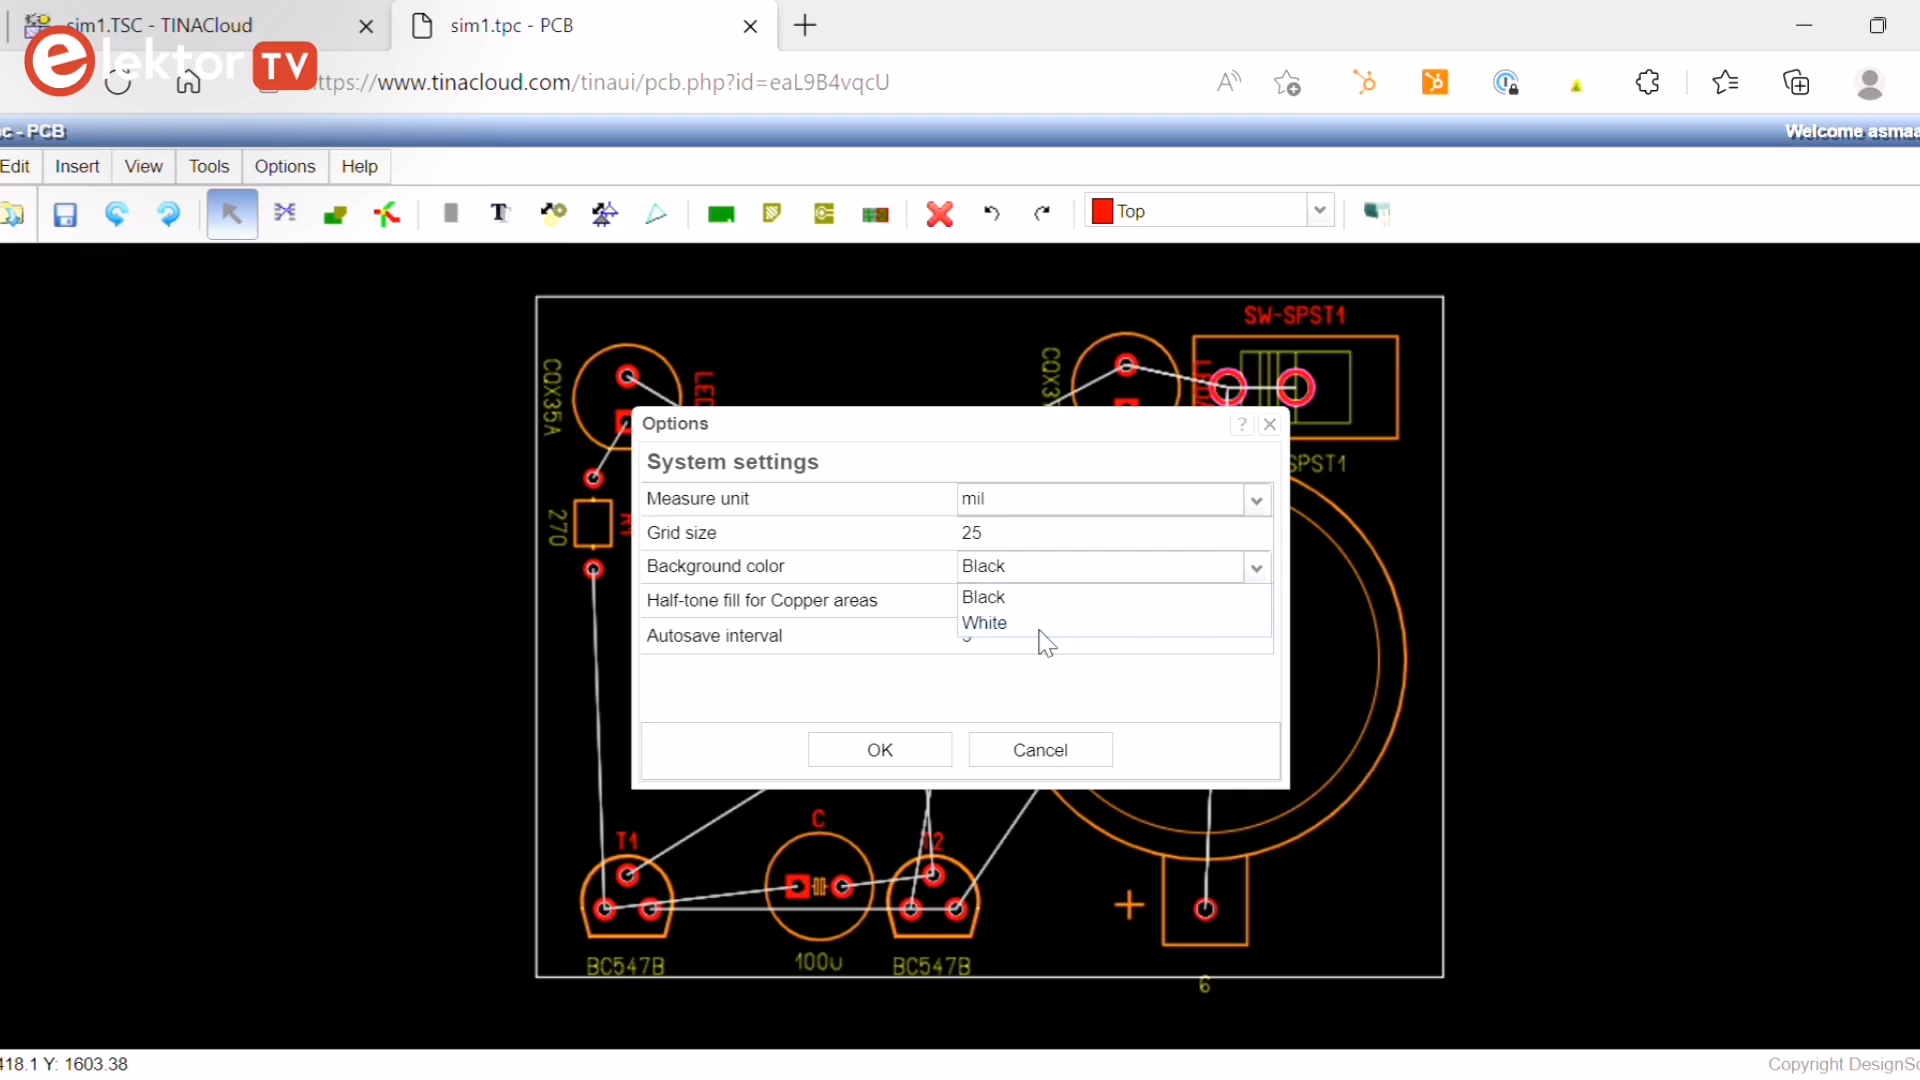 sim1.TSC - TINACloud
sim1.tpc - PCB
elektor TV
ttps://www.tinacloud.com/tinaui/pcb.php?id=eaL9B4vqcU
c - PCB
Welcome asmaa
Edit Insert View Tools Options Help
T
Top
SW-SPST1
COX35A
LED
COX3
SPST1
270
R1
Options
?
System settings
Measure unit mil
Grid size 25
Background color Black
Black
Half-tone fill for Copper areas
White
Autosave interval
OK Cancel
T1
C
T2
+
BC547B
100u
BC547B
6
418.1 Y: 1603.38
Copyright DesignSo